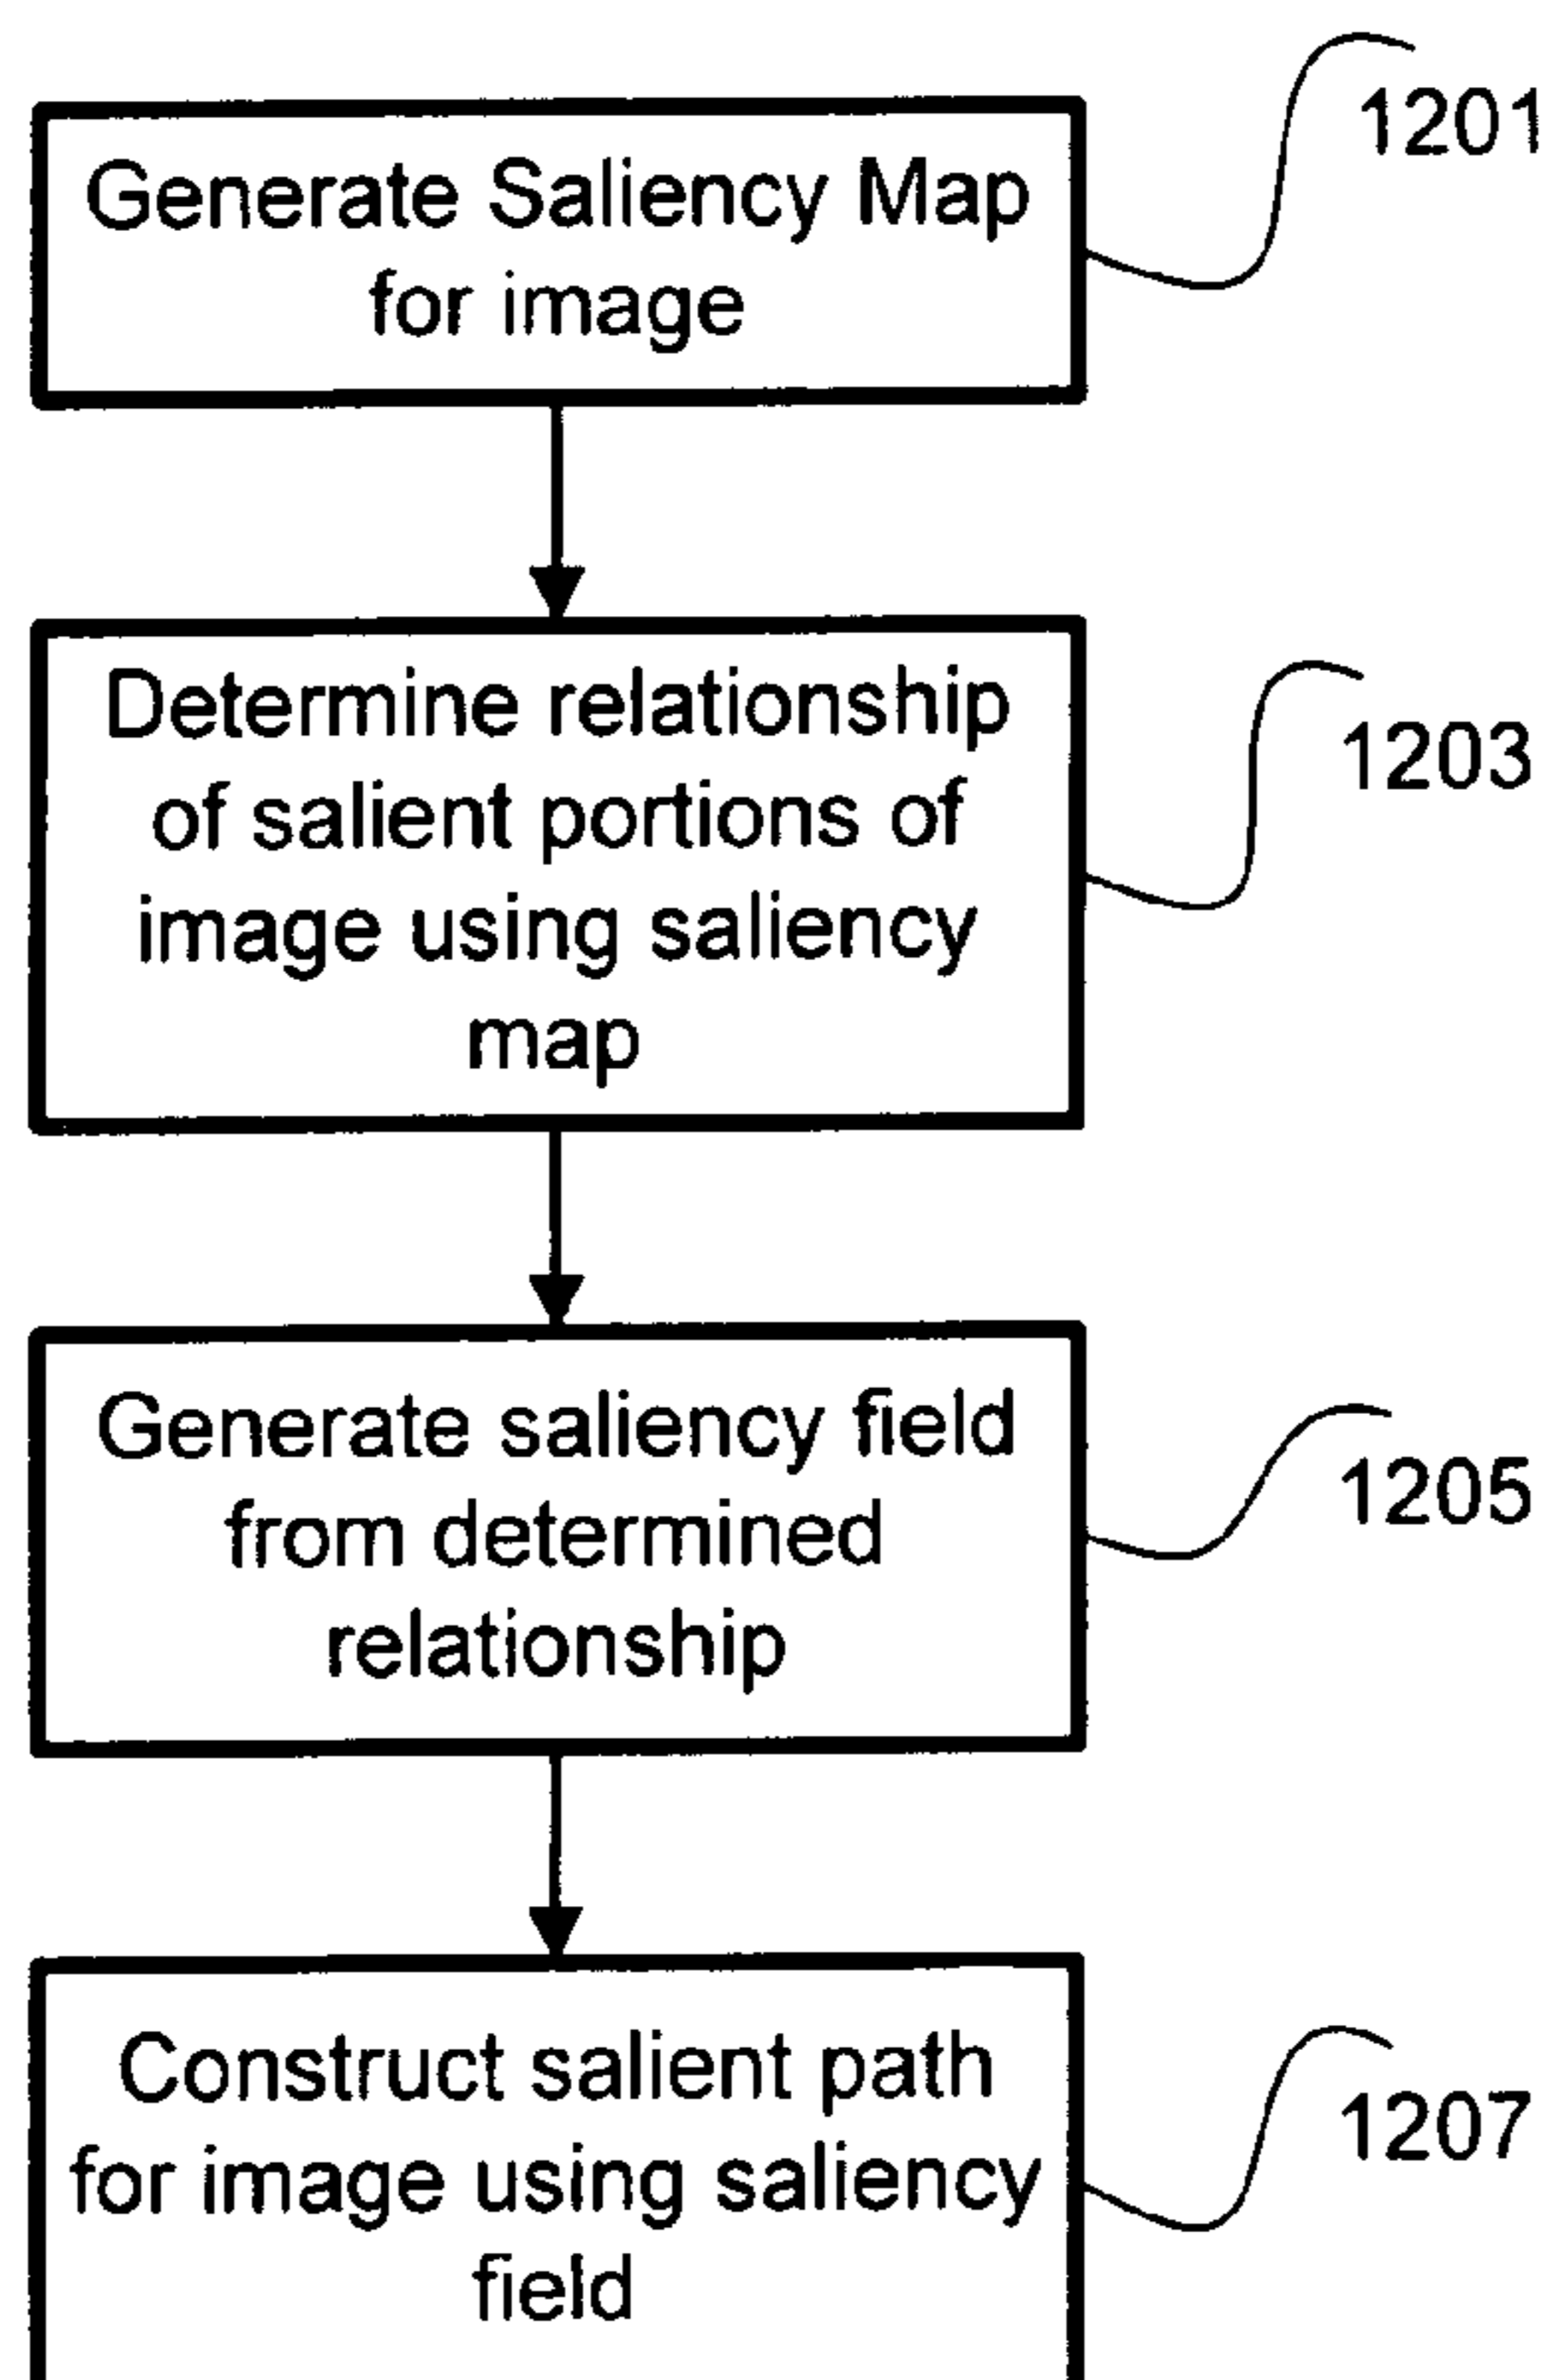 Generate Saliency Map
for image
1201
Determine relationship
of salient portions of
image using saliency
map
1203
Generate saliency field
from determined
relationship
1205
Construct salient path
for image using saliency
field
1207